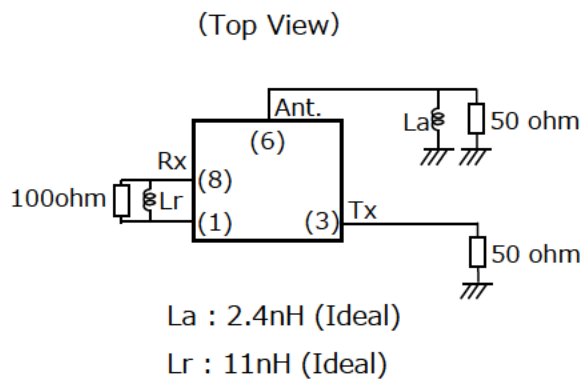 (Top View)
Ant.
(6)
La
50 ohm
Rx
(8)
100ohm
Lr
(1)
(3)
Tx
50 ohm
La : 2.4nH (Ideal)
Lr : 11nH (Ideal)